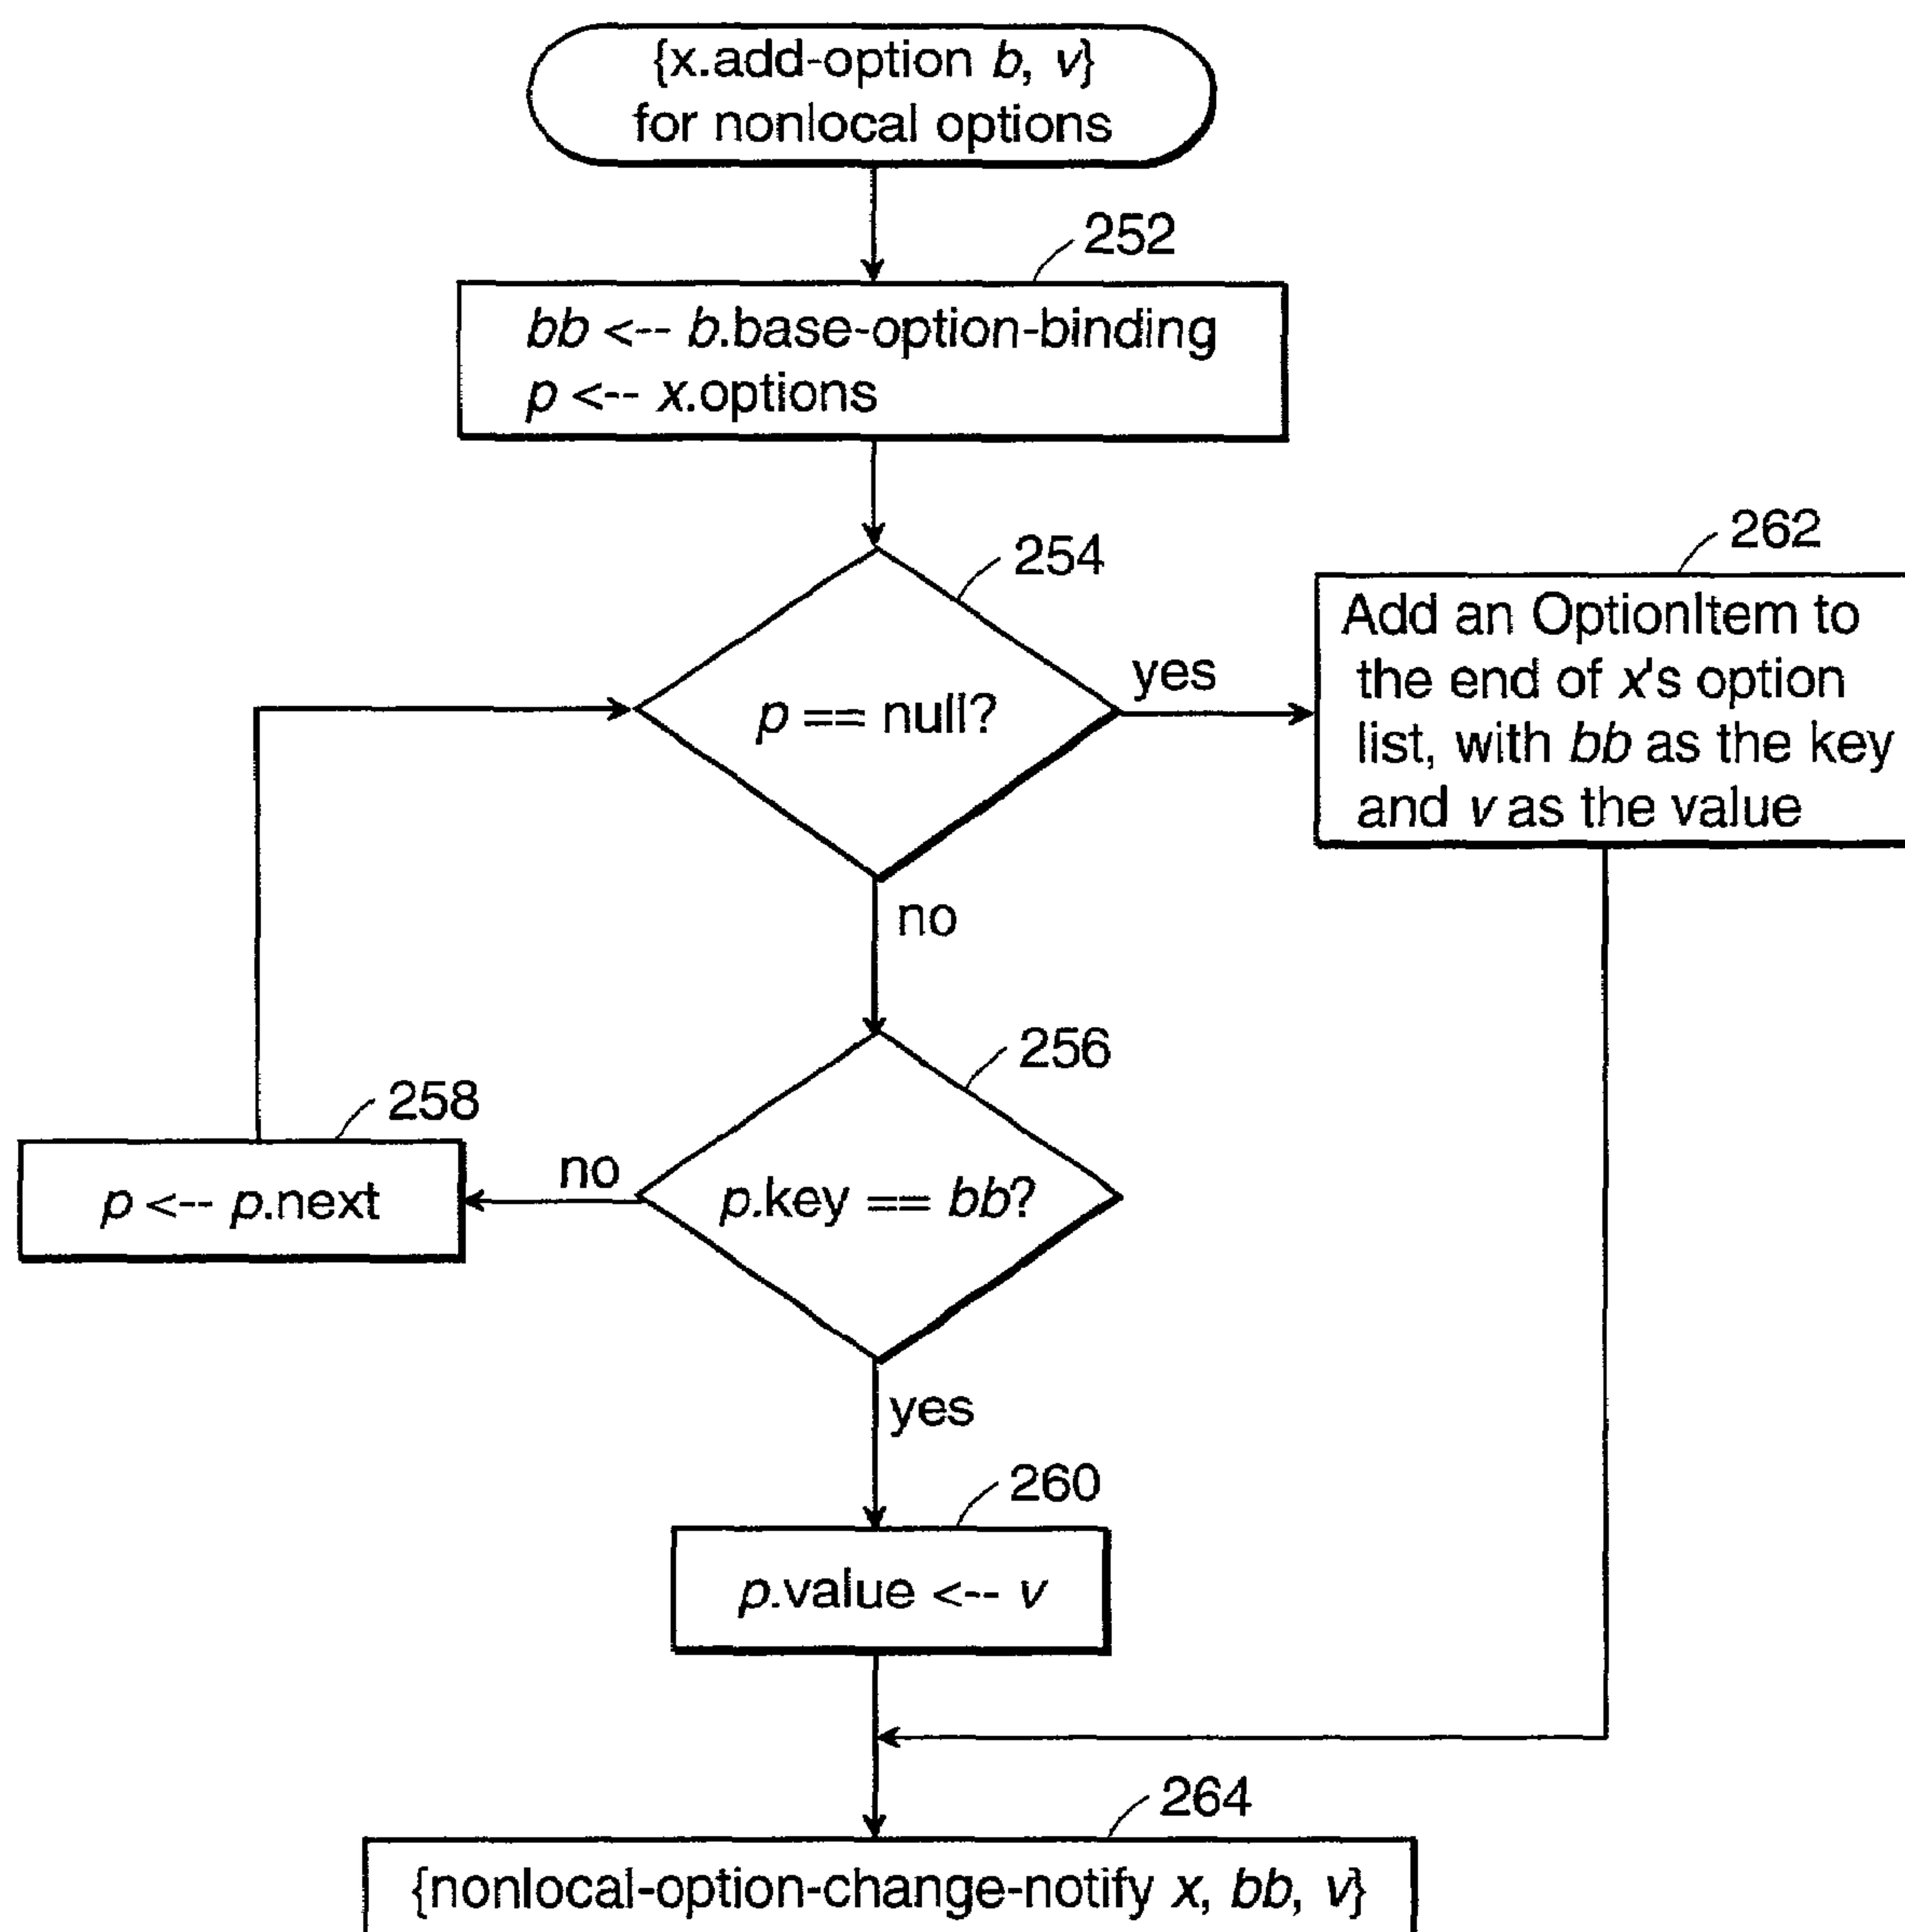 {x.add-option b, v}
for nonlocal options
252
bb <-- b.base-option-binding
p <-- x.options
254
p == null?
yes
262
Add an OptionItem to
the end of x's option
list, with bb as the key
and v as the value
no
256
p.key == bb?
no
258
p <-- p.next
yes
260
p.value <-- v
264
{nonlocal-option-change-notify x, bb, v}